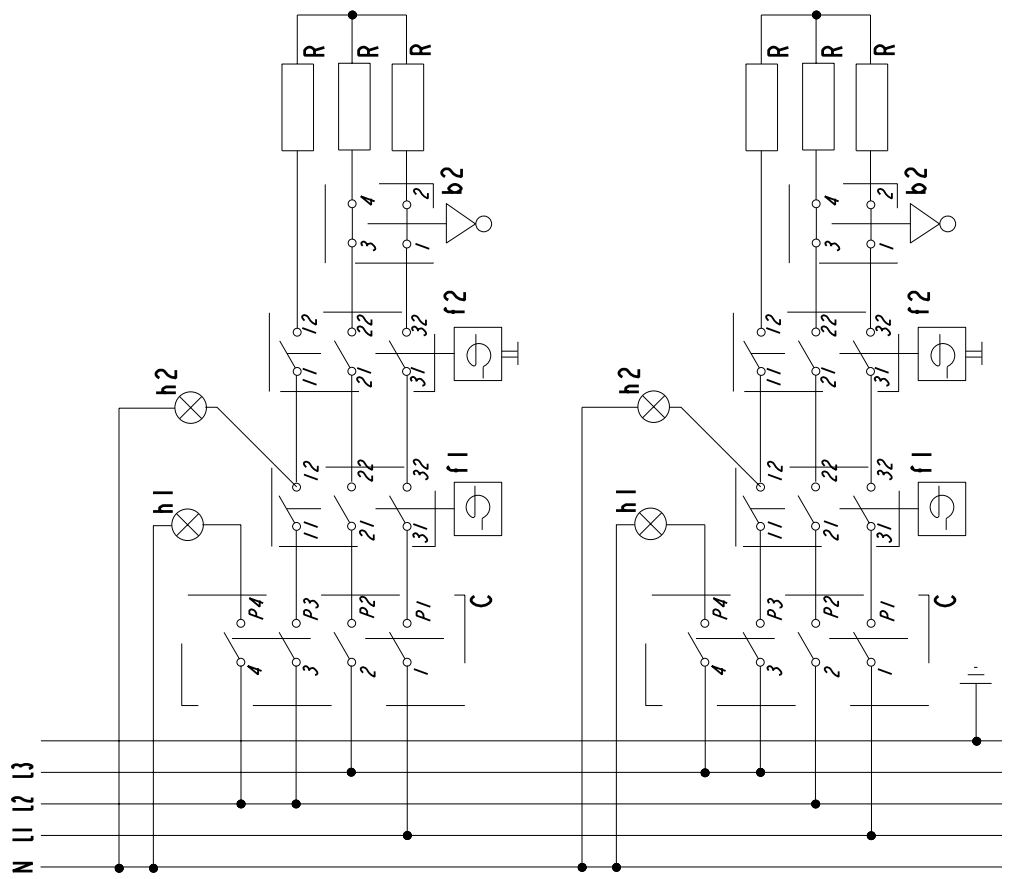 R R R R R R
4 2 b2 4 2 b2
3 1 3 1
12 22 32 f2 12 22 32 f2
11 21 31 11 21 31
h2 h2
12 22 32 f1 12 22 32 f1
h1 11 21 31 h1 11 21 31
P4 P3 P2 P1 C P4 P3 P2 P1 C
4 3 2 1 4 3 2 1
L3
L2
L1
N